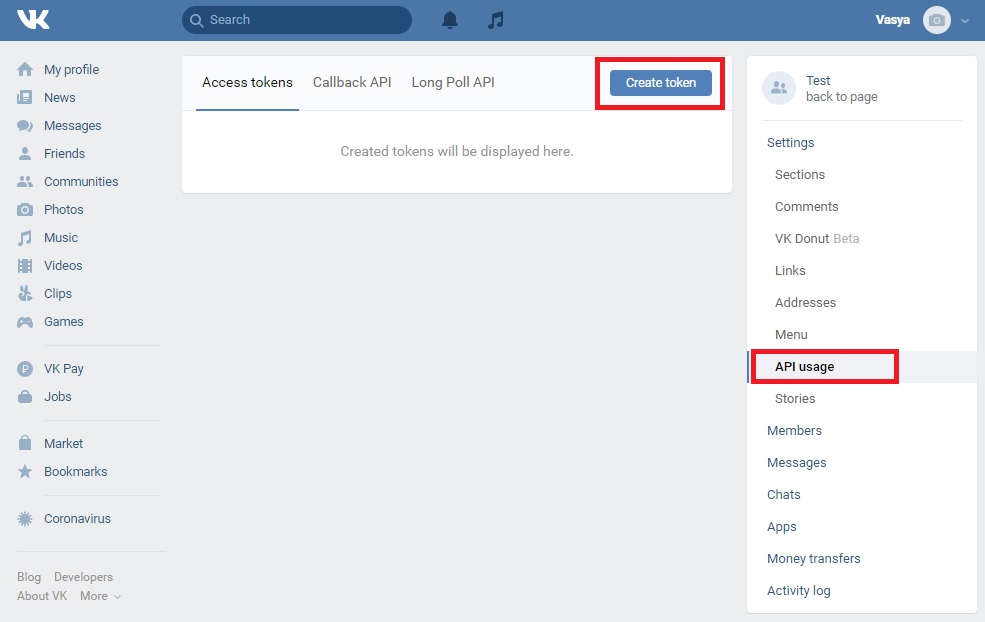 VK
Search
Vasya
My profile
News
Messages
Friends
Communities
Photos
Music
Videos
Clips
Games
VK Pay
Jobs
Market
Bookmarks
Coronavirus
Blog Developers
About VK More
Access tokens Callback API Long Poll API Create token
Created tokens will be displayed here.
Test
back to page
Settings
Sections
Comments
VK Donut Beta
Links
Addresses
Menu
API usage
Stories
Members
Messages
Chats
Apps
Money transfers
Activity log